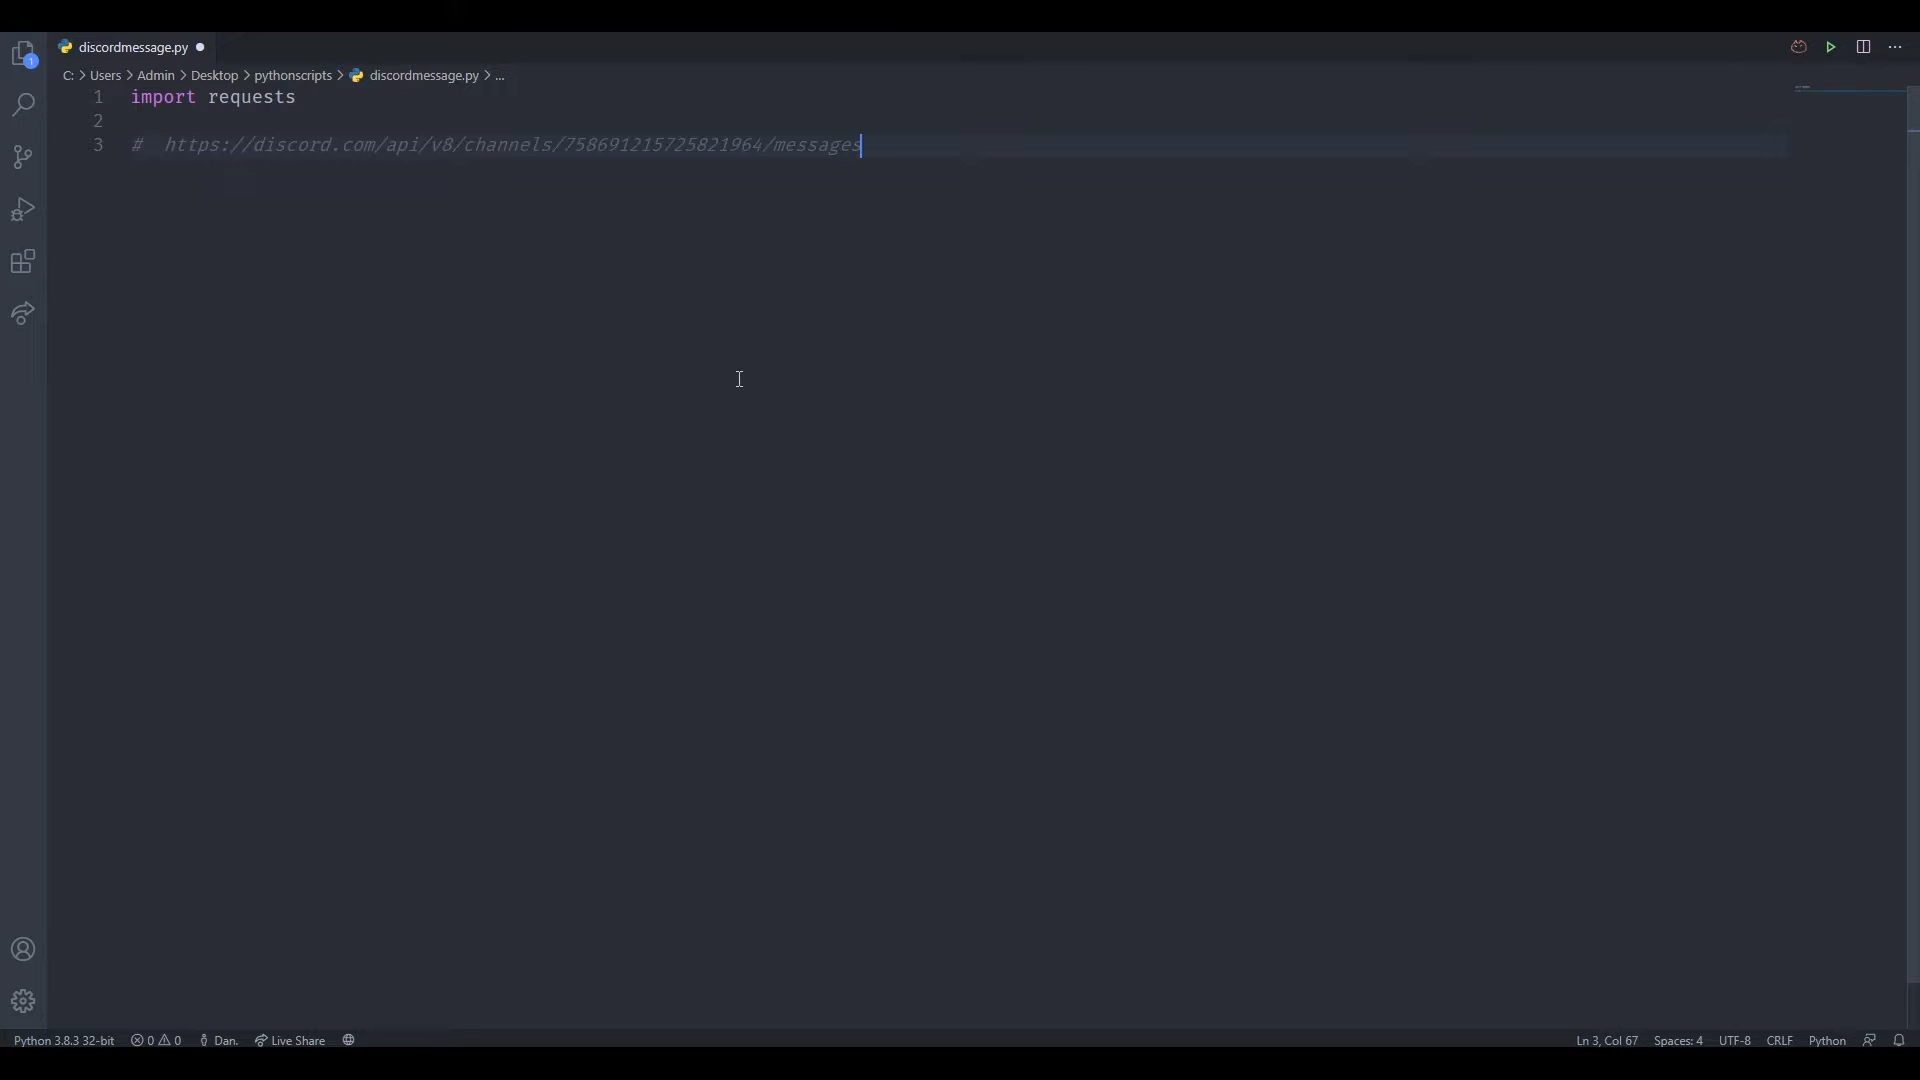 discordmessage.py
C: > Users > Admin > Desktop > pythonscripts > discordmessage.py > ...
1 import requests
2
3 #  https://discord.com/api/v8/channels/758691215725821964/messages
1
Python 3.8.3 32-bit 0 0 Dan. Live Share Ln 3, Col 67 Spaces: 4 UTF-8 CRLF Python